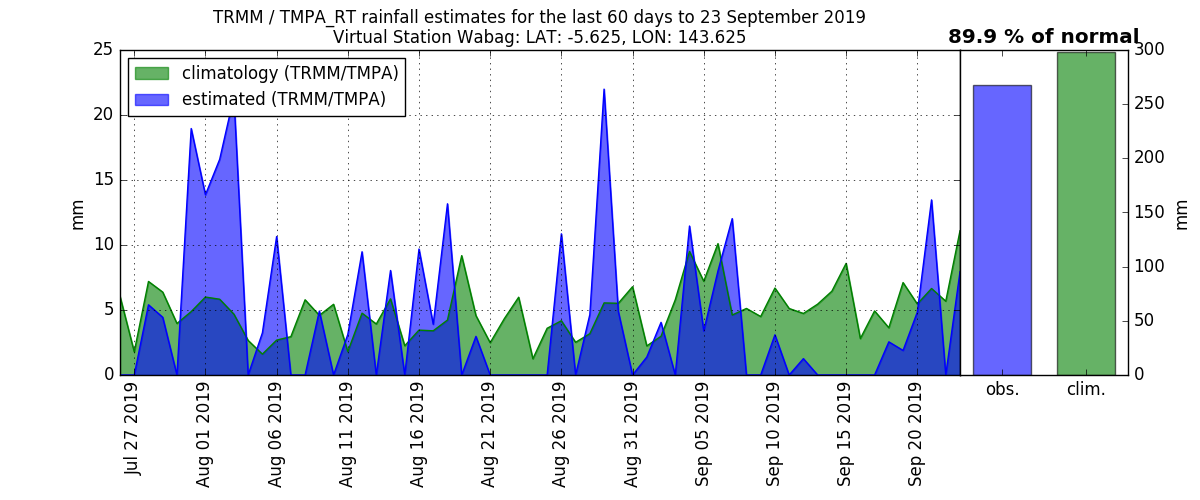 TRMM / TMPA_RT rainfall estimates for the last 60 days to 23 September 2019
Virtual Station Wabag: LAT: -5.625, LON: 143.625
89.9 % of normal
climatology (TRMM/TMPA)
estimated (TRMM/TMPA)
25
20
15
10
5
0
mm
Jul 27 2019
Aug 01 2019
Aug 06 2019
Aug 11 2019
Aug 16 2019
Aug 21 2019
Aug 26 2019
Aug 31 2019
Sep 05 2019
Sep 10 2019
Sep 15 2019
Sep 20 2019
obs.
clim.
300
250
200
150
100
50
0
mm